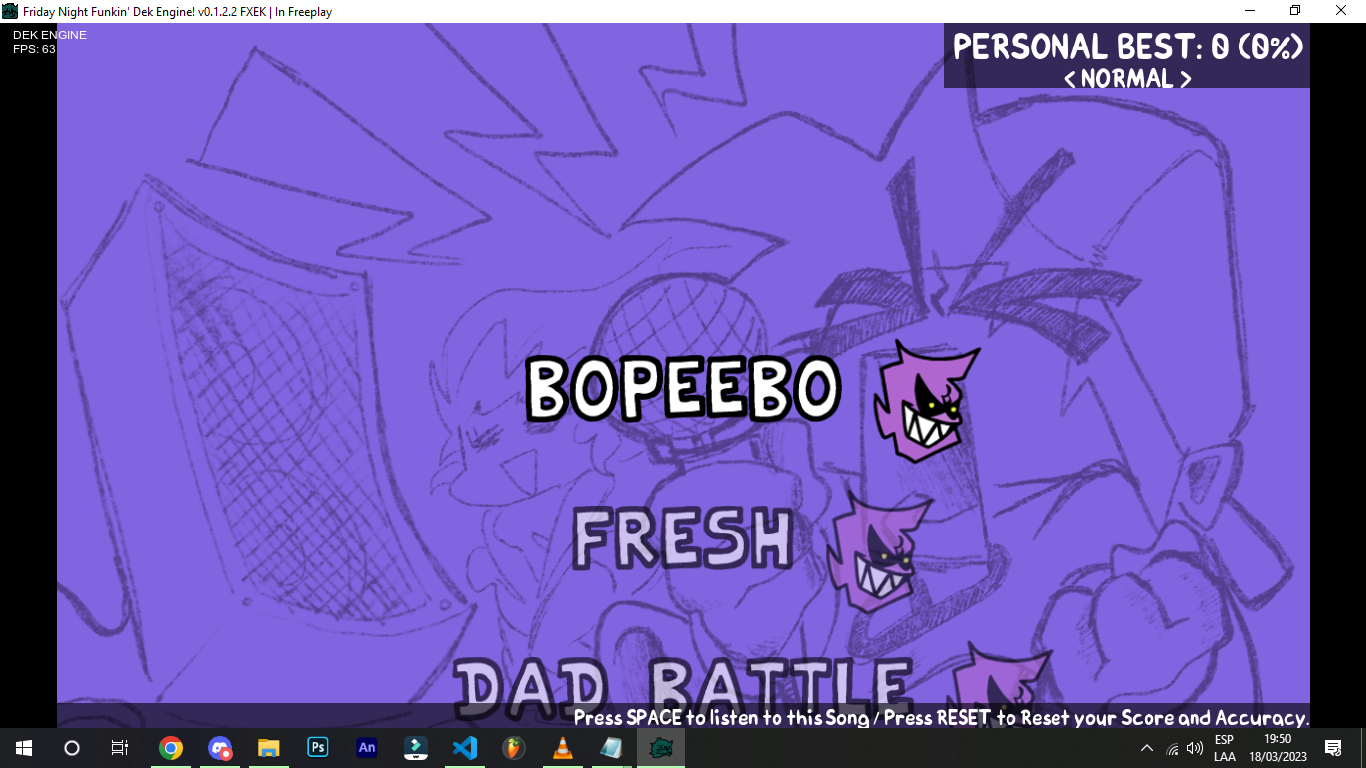 Friday Night Funkin' Dek Engine! v0.1.2.2 FXEK | In Freeplay
DEK ENGINE
FPS: 63
PERSONAL BEST: 0 (0%)
< NORMAL >
BOPEEBO
FRESH
DAD BATTLE
Press SPACE to listen to this Song / Press RESET to Reset your Score and Accuracy.
Ps
An
W
ESP
LAA
19:50
18/03/2023